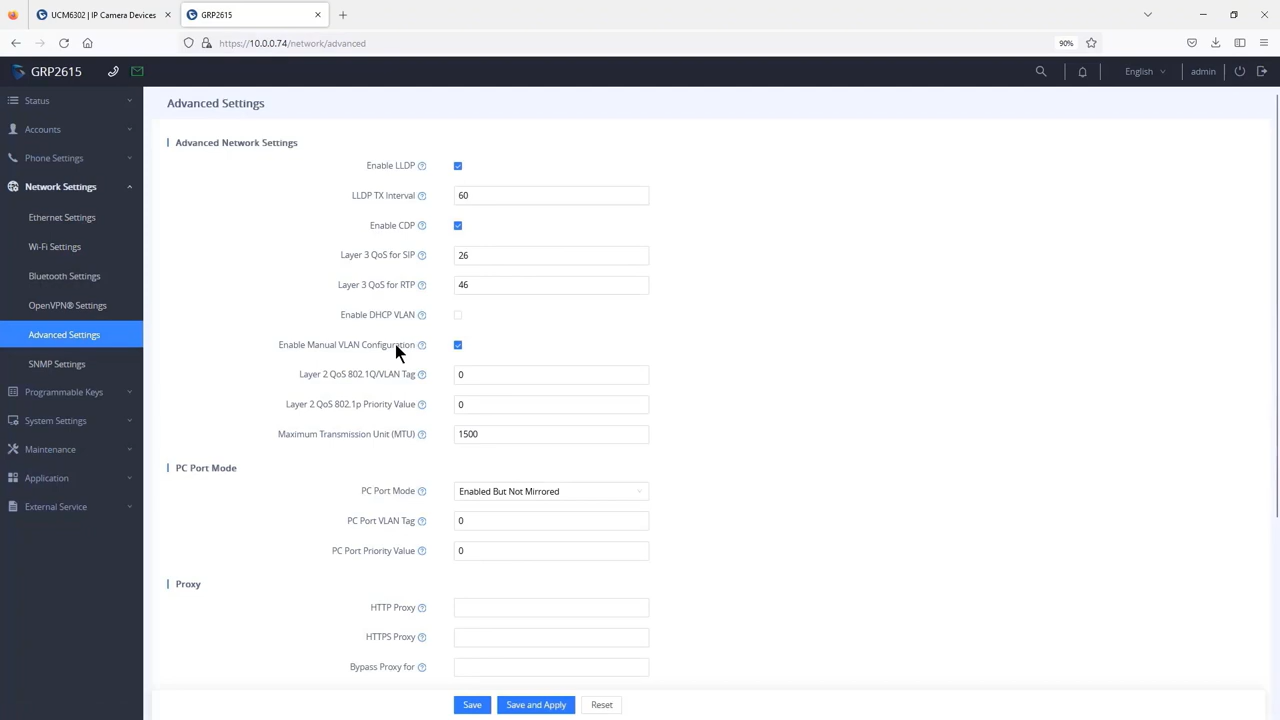 UCM6302 | IP Camera Devices
GRP2615
https://10.0.0.74/network/advanced
90%
GRP2615
English
admin
Status
Accounts
Phone Settings
Network Settings
Ethernet Settings
Wi-Fi Settings
Bluetooth Settings
OpenVPN® Settings
Advanced Settings
SNMP Settings
Programmable Keys
System Settings
Maintenance
Application
External Service
Advanced Settings
Advanced Network Settings
Enable LLDP
LLDP TX Interval 60
Enable CDP
Layer 3 QoS for SIP 26
Layer 3 QoS for RTP 46
Enable DHCP VLAN
Enable Manual VLAN Configuration
Layer 2 QoS 802.1Q/VLAN Tag 0
Layer 2 QoS 802.1p Priority Value 0
Maximum Transmission Unit (MTU) 1500
PC Port Mode
PC Port Mode Enabled But Not Mirrored
PC Port VLAN Tag 0
PC Port Priority Value 0
Proxy
HTTP Proxy
HTTPS Proxy
Bypass Proxy for
Save Save and Apply Reset